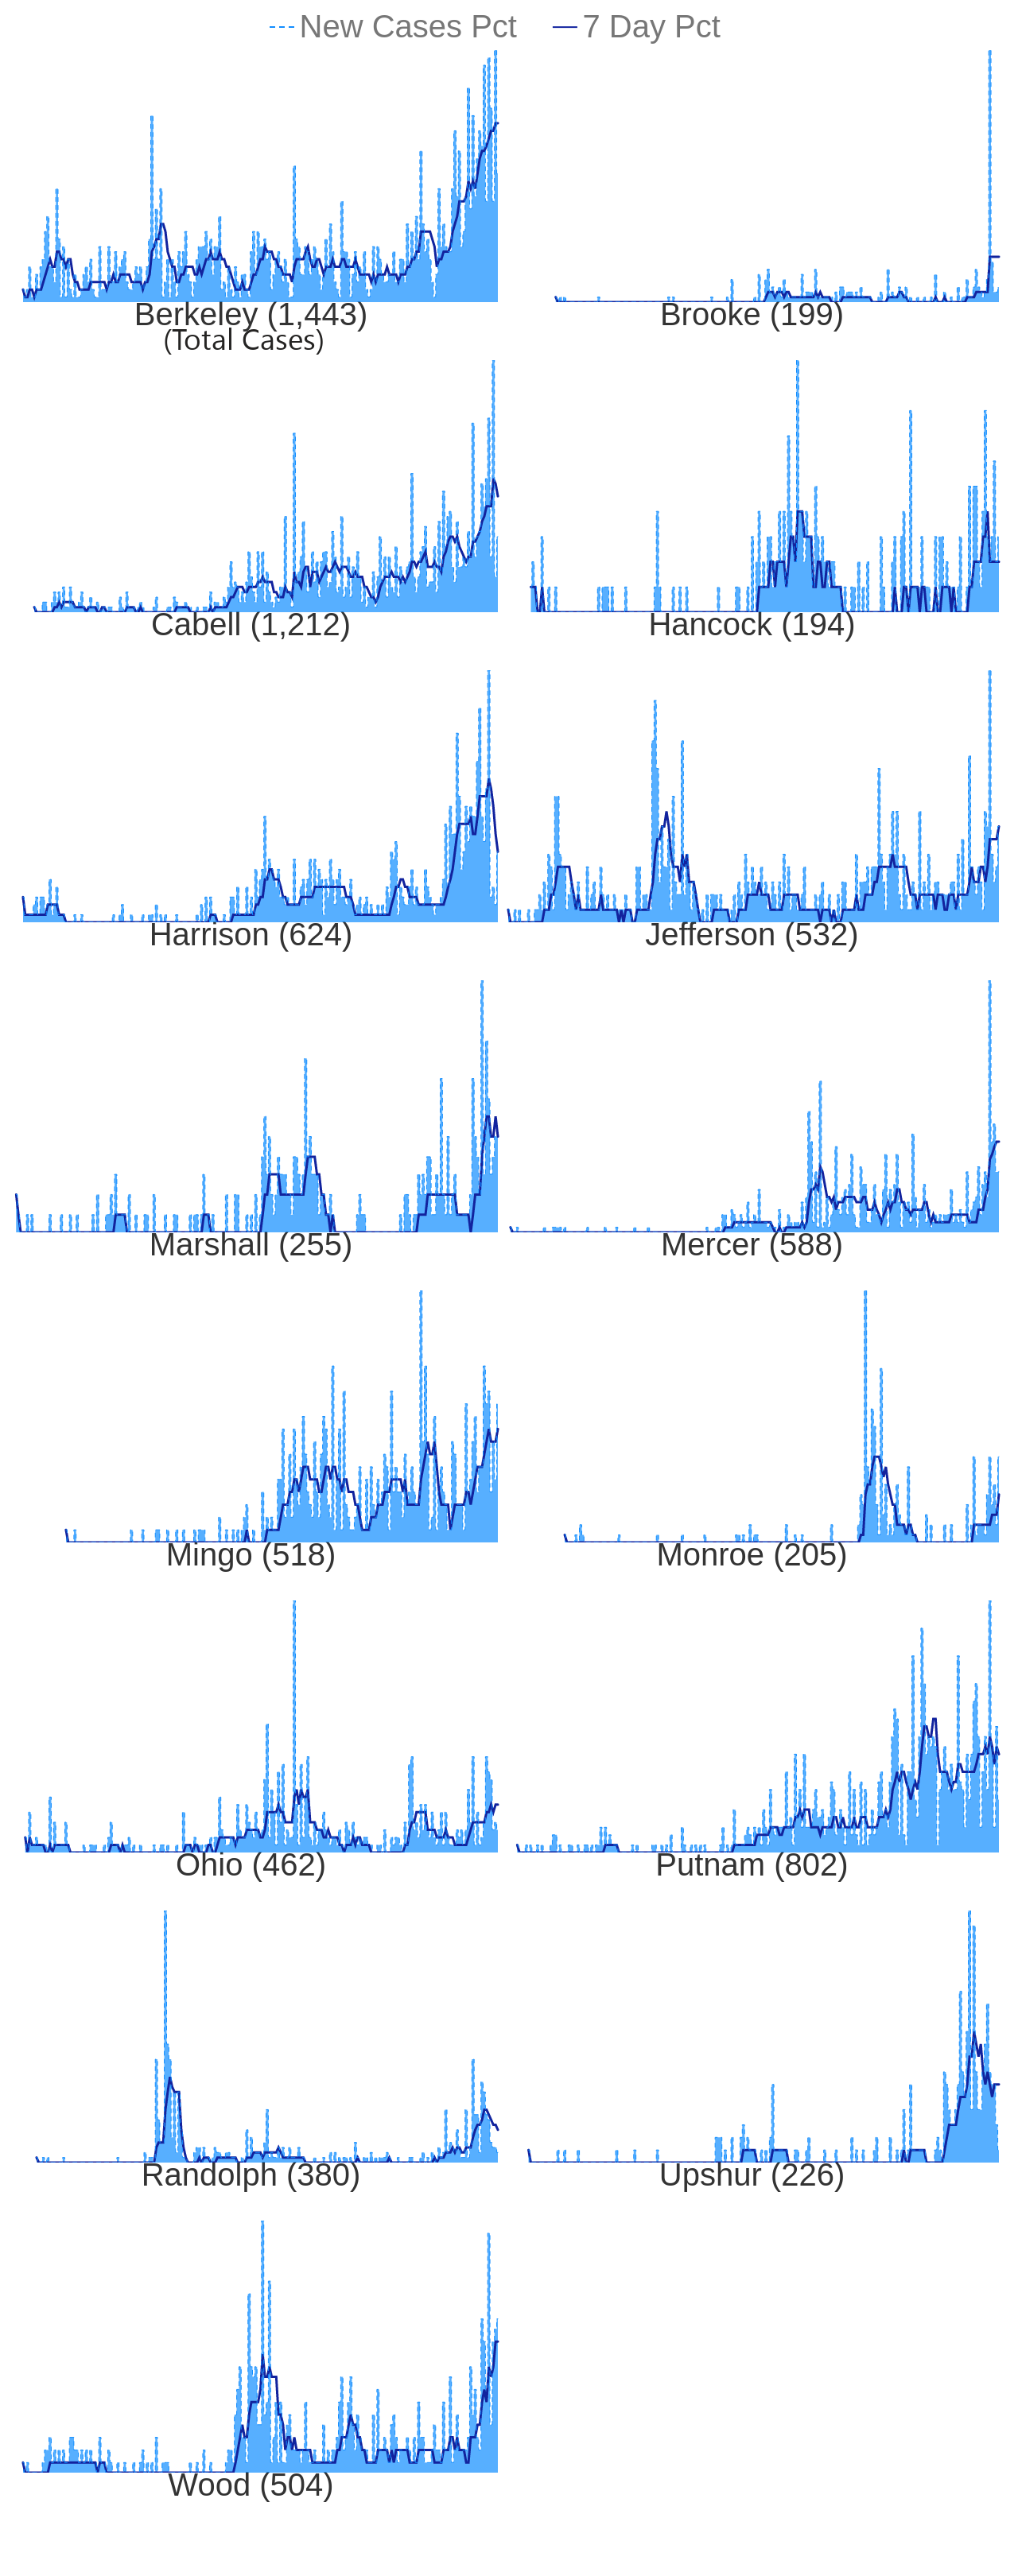 New Cases Pct 7 Day Pct
Berkeley (1,443) Brooke (199)
(Total Cases)
Cabell (1,212) Hancock (194)
Harrison (624) Jefferson (532)
Marshall (255) Mercer (588)
Mingo (518) Monroe (205)
Ohio (462) Putnam (802)
Randolph (380) Upshur (226)
Wood (504)